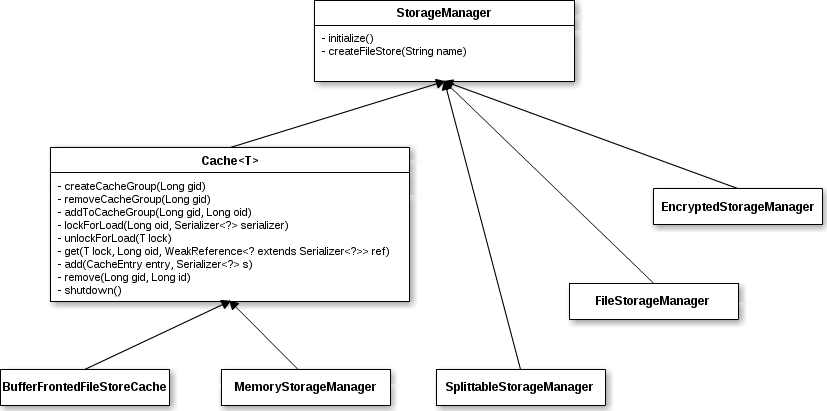 StorageManager
- initialize()
- createFileStore(String name)
Cache<T>
- createCacheGroup(Long gid)
- removeCacheGroup(Long gid)
- addToCacheGroup(Long gid, Long oid)
- lockForLoad(Long oid, Serializer<?> serializer)
- unlockForLoad(T lock)
- get(T lock, Long oid, WeakReference<? extends Serializer<?>> ref)
- add(CacheEntry entry, Serializer<?> s)
- remove(Long gid, Long id)
- shutdown()
EncryptedStorageManager
FileStorageManager
BufferFrontedFileStoreCache
MemoryStorageManager
SplittableStorageManager